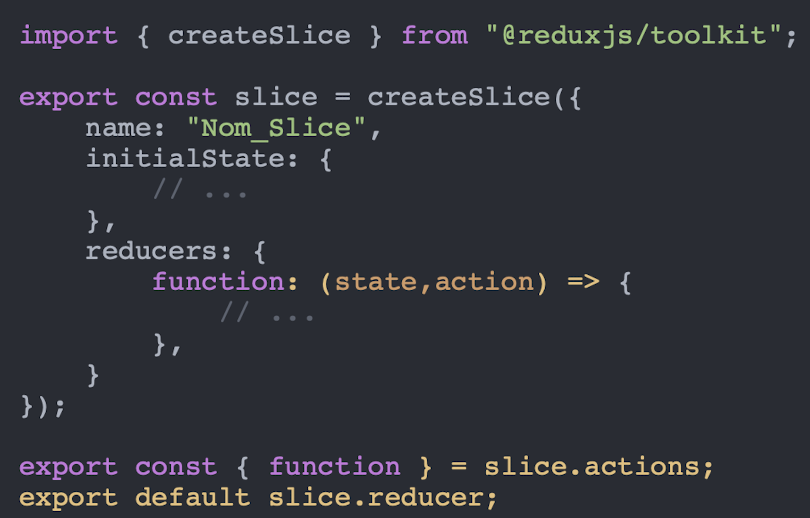 import { createSlice } from "@reduxjs/toolkit";
export const slice = createSlice({
    name: "Nom_Slice",
    initialState: {
        // ...
    },
    reducers: {
        function: (state,action) => {
            // ...
        },
    }
});
export const { function } = slice.actions;
export default slice.reducer;